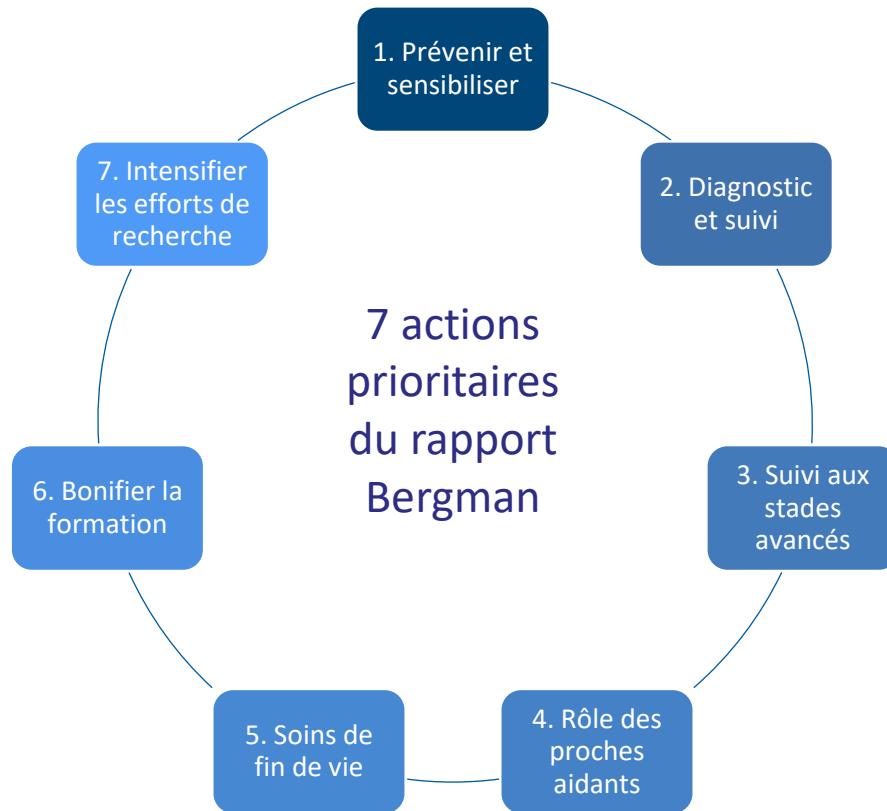 1. Prévenir et
sensibiliser
2. Diagnostic
et suivi
3. Suivi aux
stades
avancés
4. Rôle des
proches
aidants
5. Soins de
fin de vie
6. Bonifier la
formation
7. Intensifier
les efforts de
recherche
7 actions
prioritaires
du rapport
Bergman